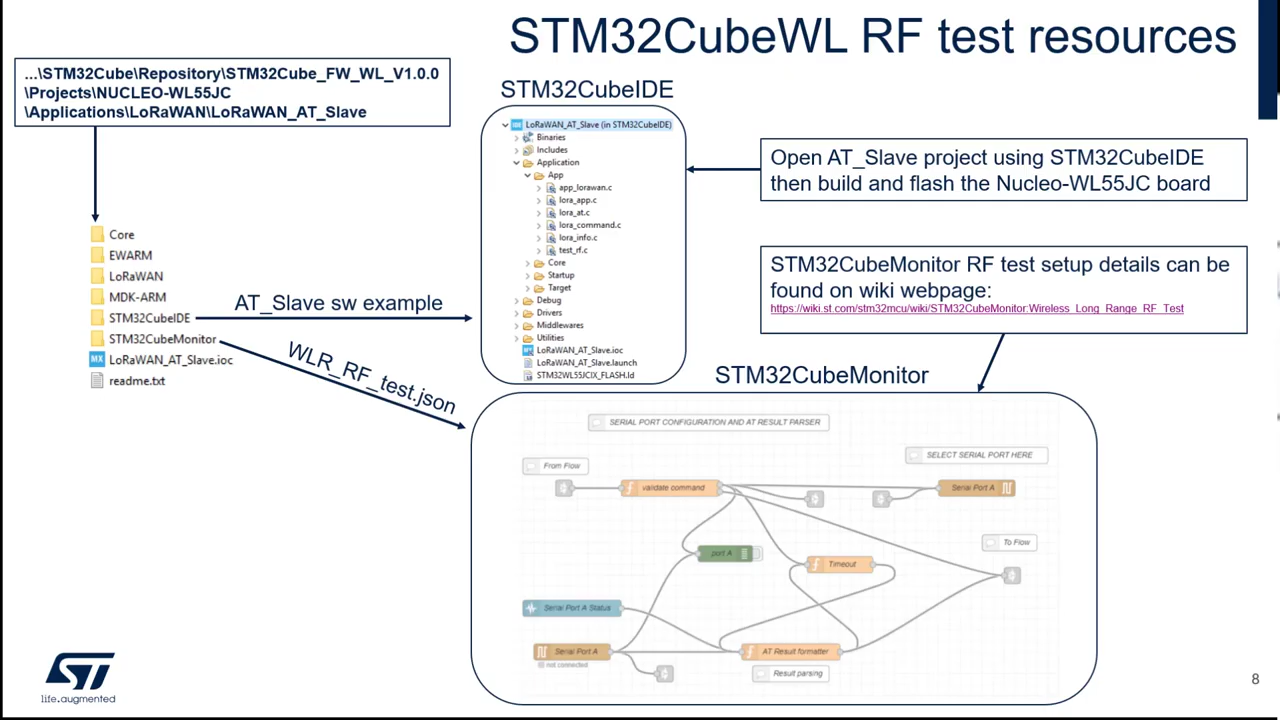 STM32CubeWL RF test resources
...\STM32Cube\Repository\STM32Cube_FW_WL_V1.0.0
\Projects\NUCLEO-WL55JC
\Applications\LoRaWAN\LoRaWAN_AT_Slave
Core
EWARM
LoRaWAN
MDK-ARM
STM32CubeIDE
STM32CubeMonitor
MX LoRaWAN_AT_Slave.ioc
readme.txt
AT_Slave sw example
WLR_RF_test.json
STM32CubeIDE
IDE LoRaWAN_AT_Slave (in STM32CubeIDE)
Binaries
Includes
Application
App
app_lorawan.c
lora_app.c
lora_at.c
lora_command.c
lora_info.c
test_rf.c
Core
Startup
Target
Debug
Drivers
Middlewares
Utilities
MX LoRaWAN_AT_Slave.ioc
LoRaWAN_AT_Slave.launch
STM32WL55JCIX_FLASH.ld
Open AT_Slave project using STM32CubeIDE
then build and flash the Nucleo-WL55JC board
STM32CubeMonitor RF test setup details can be
found on wiki webpage:
https://wiki.st.com/stm32mcu/wiki/STM32CubeMonitor:Wireless_Long_Range_RF_Test
STM32CubeMonitor
SERIAL PORT CONFIGURATION AND AT RESULT PARSER
SELECT SERIAL PORT HERE
From Flow
validate command
Serial Port A
To Flow
port A
Timeout
Serial Port A Status
Serial Port A
not connected
AT Result formatter
Result parsing
ST
life.augmented
8